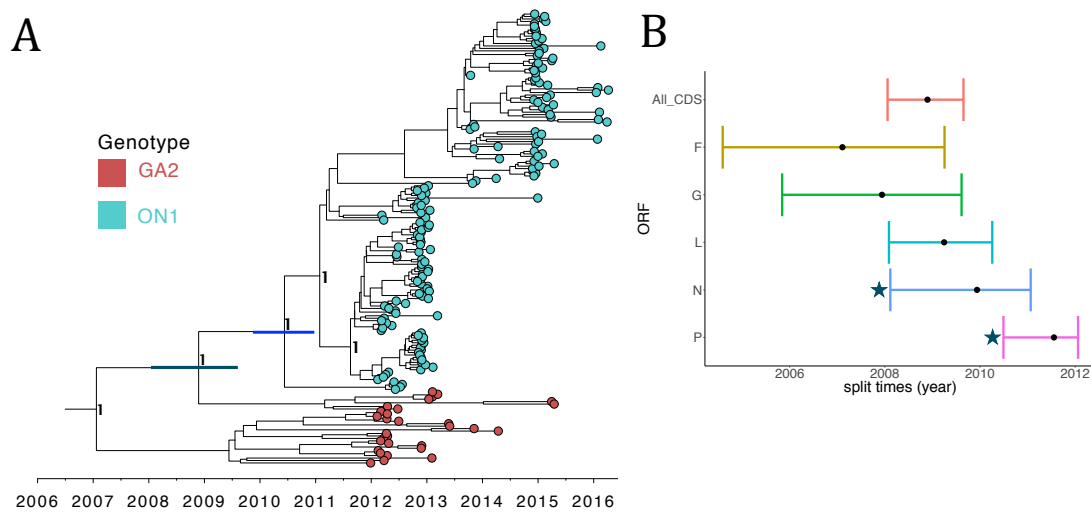 A
B
Genotype
GA2
ON1
1
1
1
1
1
2006 2007 2008 2009 2010 2011 2012 2013 2014 2015 2016
ORF
All_CDS
F
G
L
N
P
2006 2008 2010 2012
split times (year)